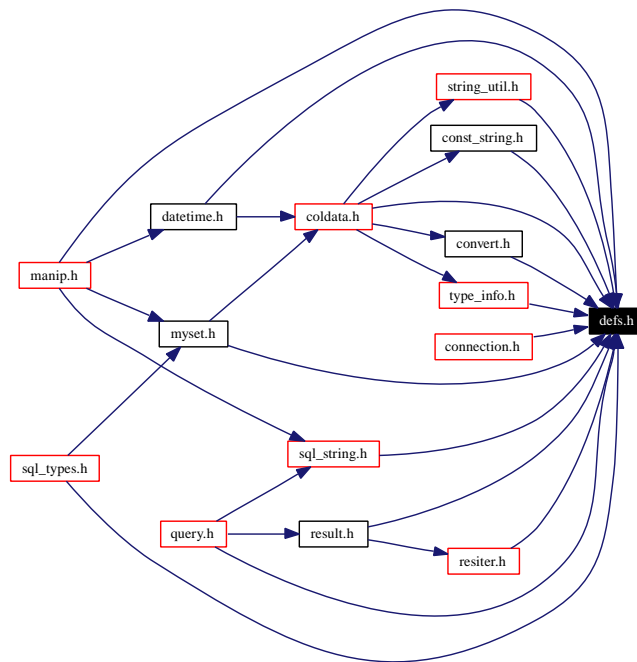 string_util.h
const_string.h
datetime.h
coldata.h
convert.h
manip.h
type_info.h
defs.h
myset.h
connection.h
sql_string.h
sql_types.h
query.h
result.h
resiter.h